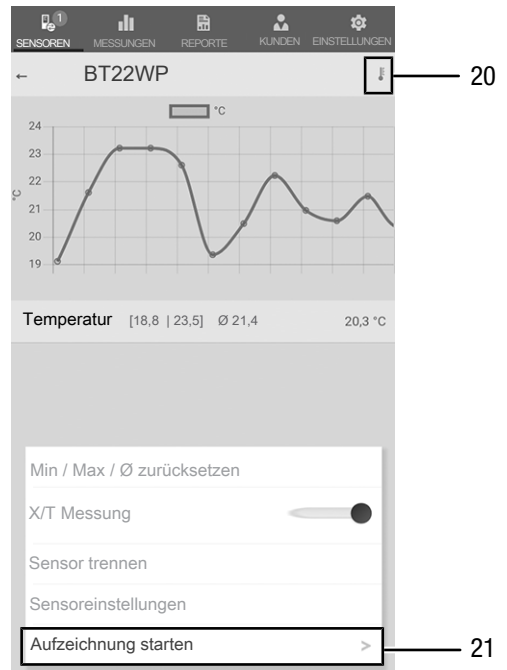 1
SENSOREN MESSUNGEN REPORTE KUNDEN EINSTELLUNGEN
← BT22WP 20
°C
24
23
22
°C
21
20
19
Temperatur [18,8 | 23,5] Ø 21,4 20,3 °C
Min / Max / Ø zurücksetzen
X/T Messung
Sensor trennen
Sensoreinstellungen
Aufzeichnung starten > 21